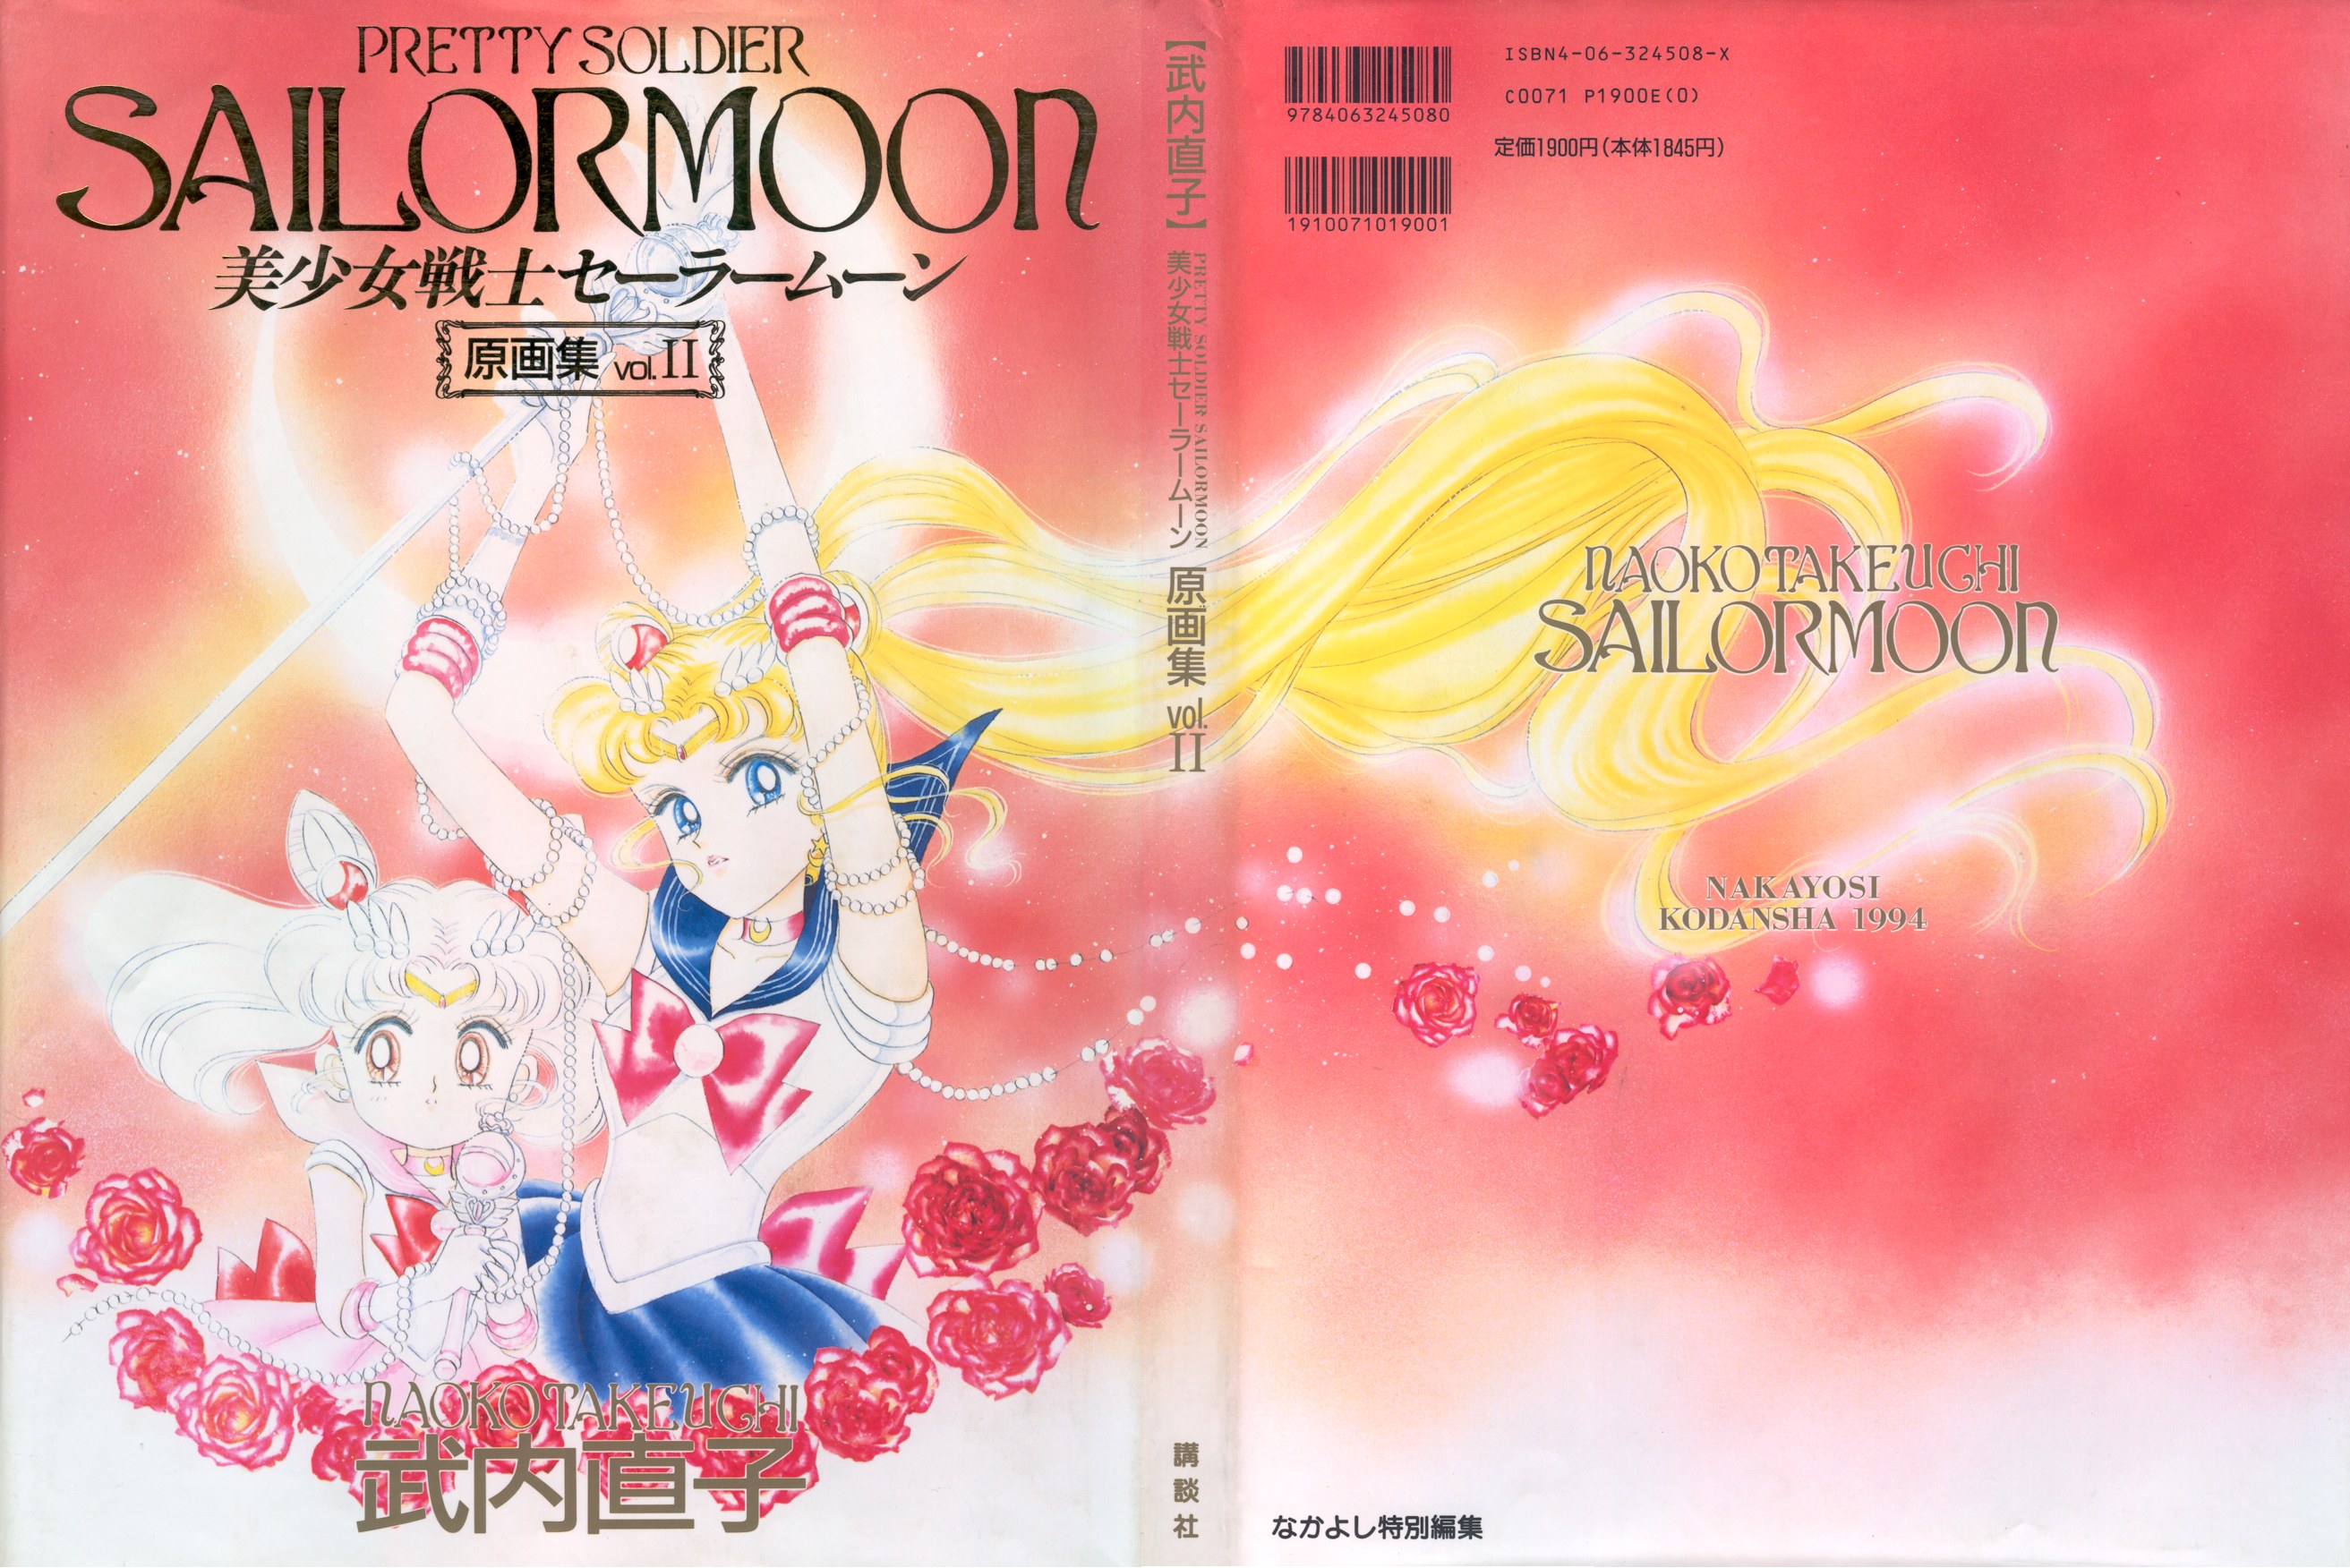 PRETTY SOLDIER
SAILORMOON
美少女戦士セーラームーン
原画集 vol.II
NAOKO TAKEUCHI
武内直子
【武内直子】
美少女戦士セーラームーン
PRETTY SOLDIER SAILORMOON
原画集 vol.II
講談社
9784063245080
ISBN4-06-324508-X
C0071 P1900E(0)
定価1900円(本体1845円)
1910071019001
NAOKO TAKEUCHI
SAILORMOON
NAKAYOSI
KODANSHA 1994
なかよし特別編集